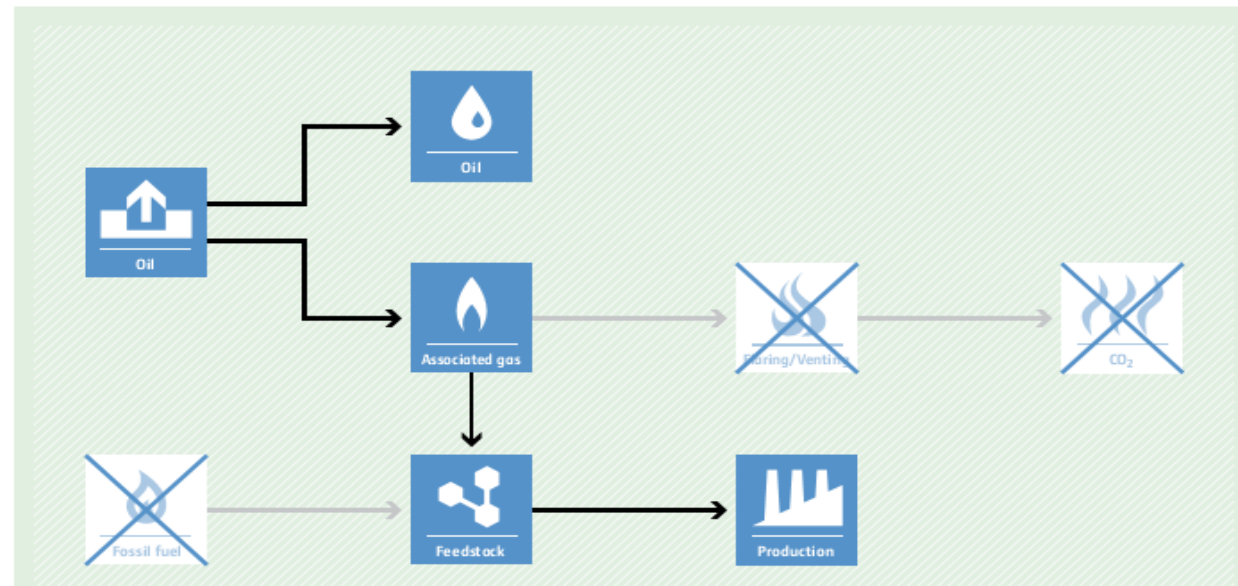 Oil
Oil
Associated gas
Flaring/Venting
CO₂
Fossil fuel
Feedstock
Production